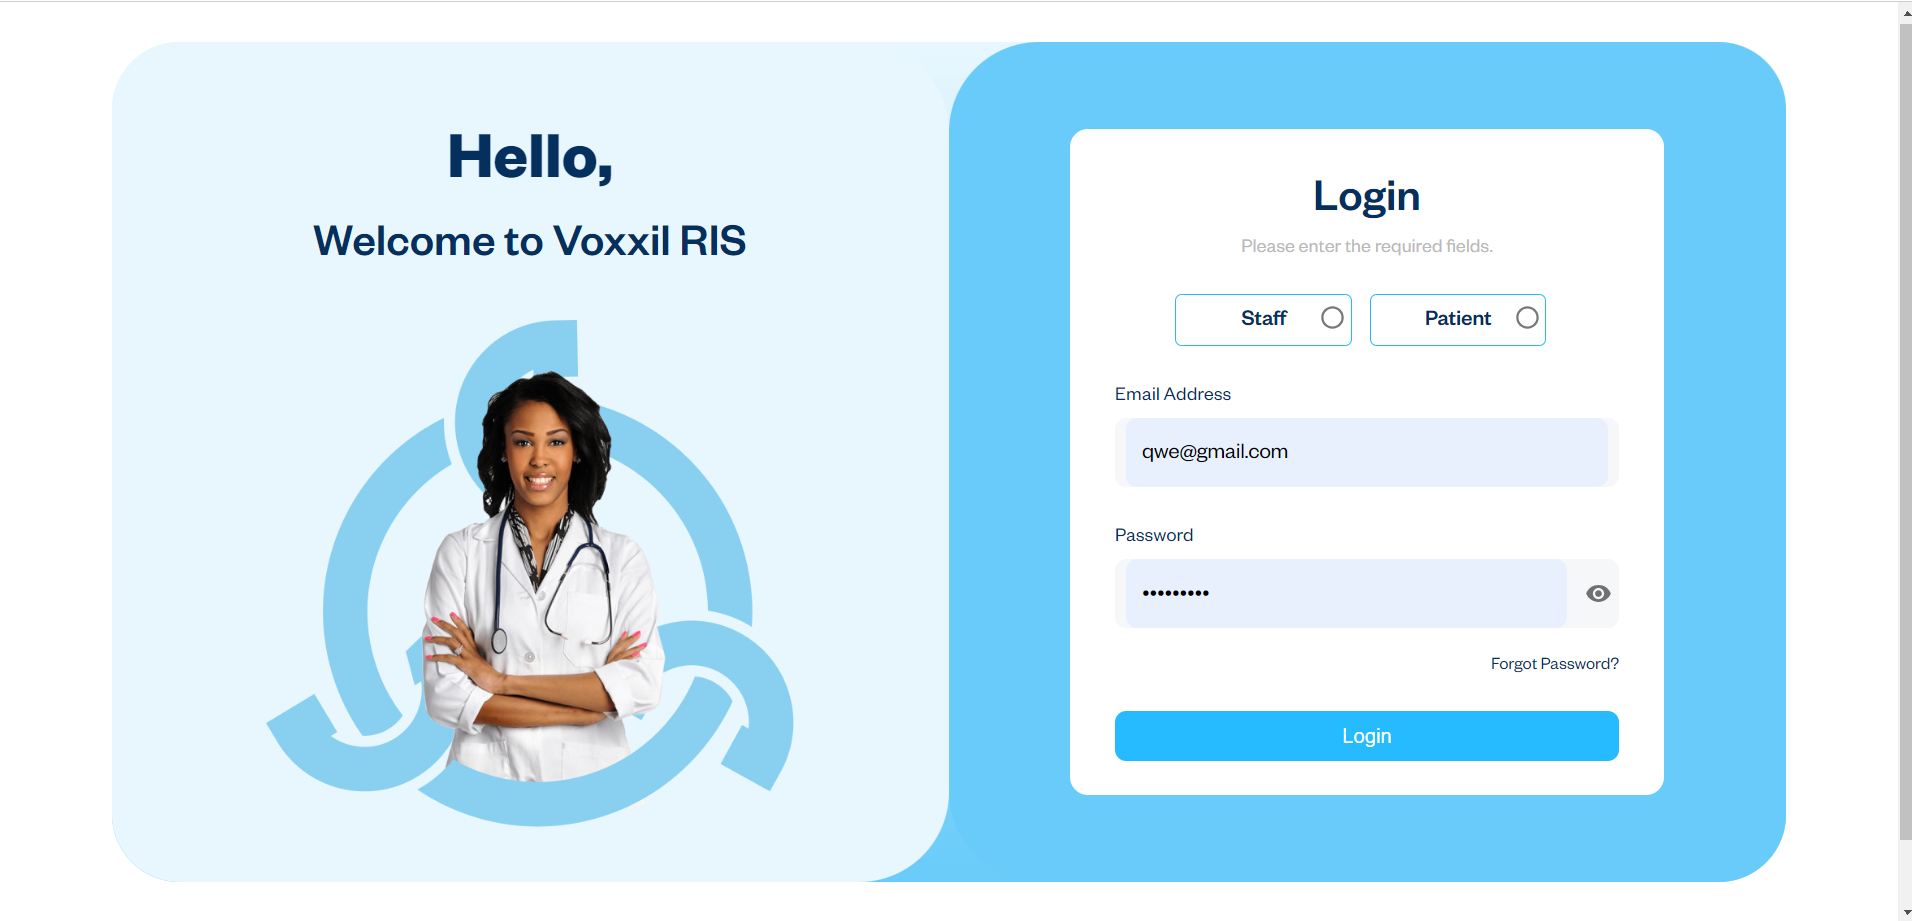 Hello,
Welcome to Voxxil RIS
Login
Please enter the required fields.
Staff
Patient
Email Address
qwe@gmail.com
Password
•••••••••
Forgot Password?
Login